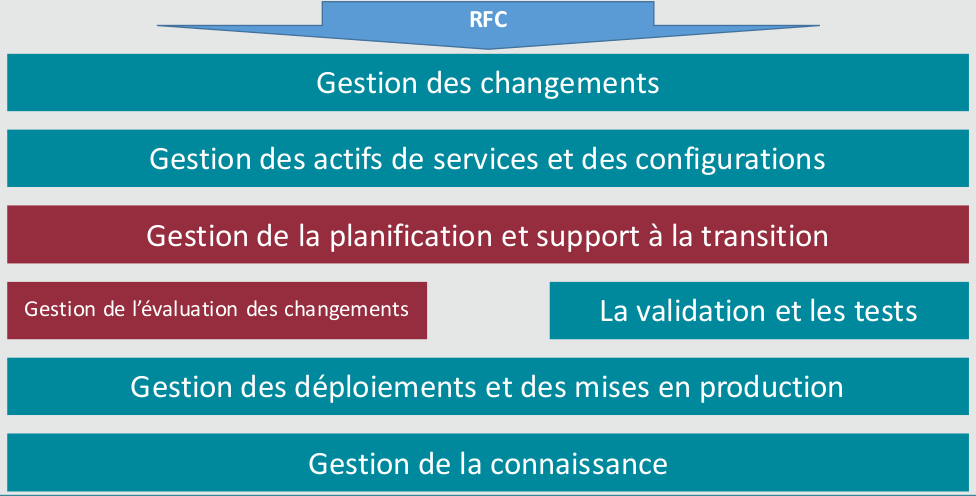 RFC
Gestion des changements
Gestion des actifs de services et des configurations
Gestion de la planification et support à la transition
Gestion de l’évaluation des changements
La validation et les tests
Gestion des déploiements et des mises en production
Gestion de la connaissance